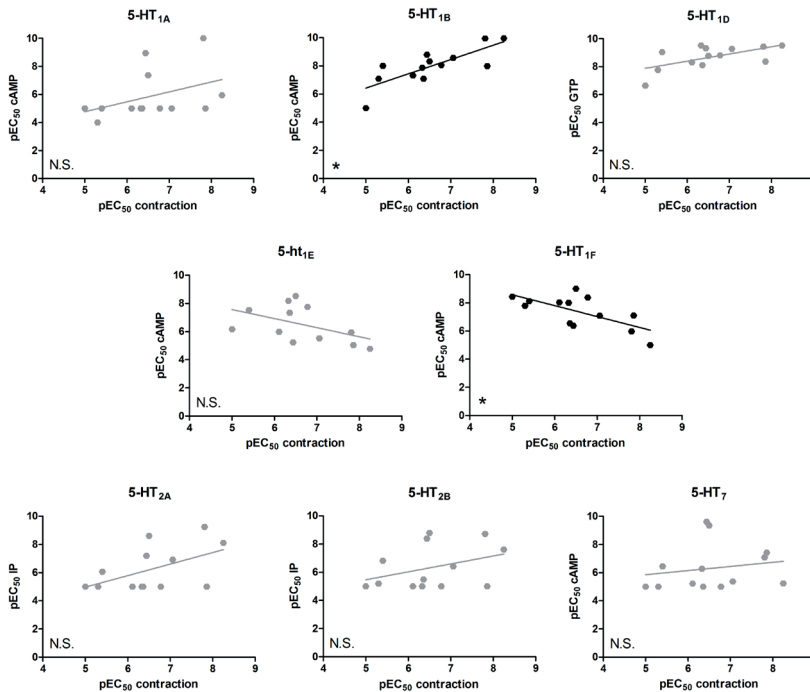 5-HT1A
10
8
6
4
2
0
pEC50 cAMP
N.S.
4 5 6 7 8 9
pEC50 contraction
5-HT1B
10
8
6
4
2
0
pEC50 cAMP
*
4 5 6 7 8 9
pEC50 contraction
5-HT1D
10
8
6
4
2
0
pEC50 GTP
N.S.
4 5 6 7 8 9
pEC50 contraction
5-ht1E
10
8
6
4
2
0
pEC50 cAMP
N.S.
4 5 6 7 8 9
pEC50 contraction
5-HT1F
10
8
6
4
2
0
pEC50 cAMP
*
4 5 6 7 8 9
pEC50 contraction
5-HT2A
10
8
6
4
2
0
pEC50 IP
N.S.
4 5 6 7 8 9
pEC50 contraction
5-HT2B
10
8
6
4
2
0
pEC50 IP
N.S.
4 5 6 7 8 9
pEC50 contraction
5-HT7
10
8
6
4
2
0
pEC50 cAMP
N.S.
4 5 6 7 8 9
pEC50 contraction